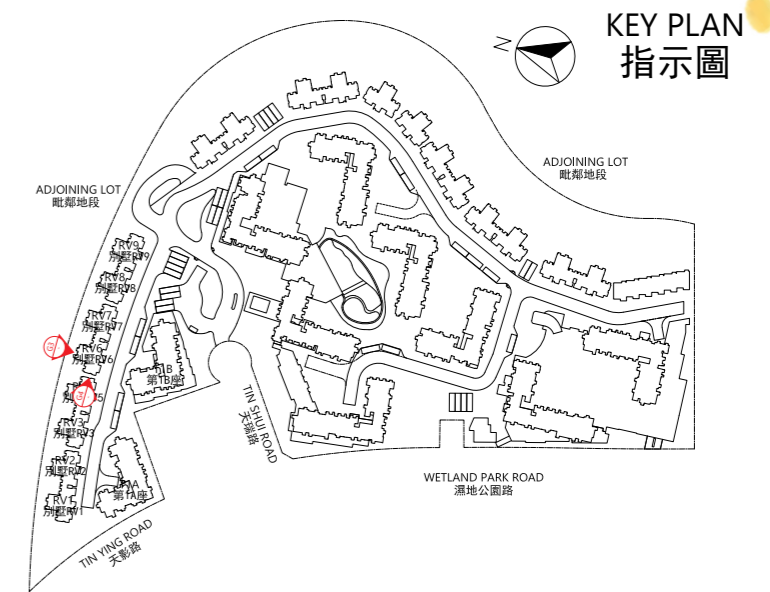 KEY PLAN
指示圖
N
ADJOINING LOT
毗鄰地段
ADJOINING LOT
毗鄰地段
RV9
別墅RV9
RV8
別墅RV8
RV7
別墅RV7
G3
RV6
別墅RV6
RV3
別墅RV3
RV2
別墅RV2
RV1
別墅RV1
第1B座
第1A座
TIN SHUI ROAD
天瑞路
WETLAND PARK ROAD
濕地公園路
TIN YING ROAD
天影路